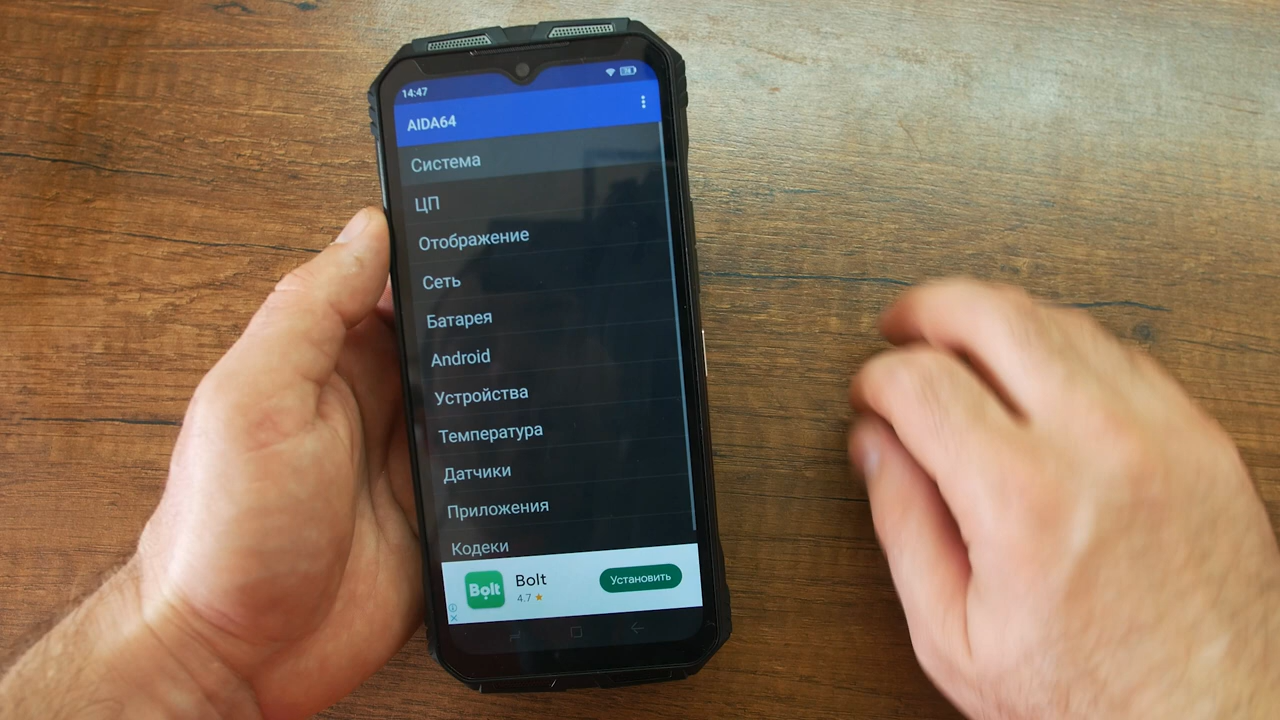 14:47
AIDA64
Система
ЦП
Отображение
Сеть
Батарея
Android
Устройства
Температура
Датчики
Приложения
Кодеки
Bolt
Bolt
4.7 ★
Установить